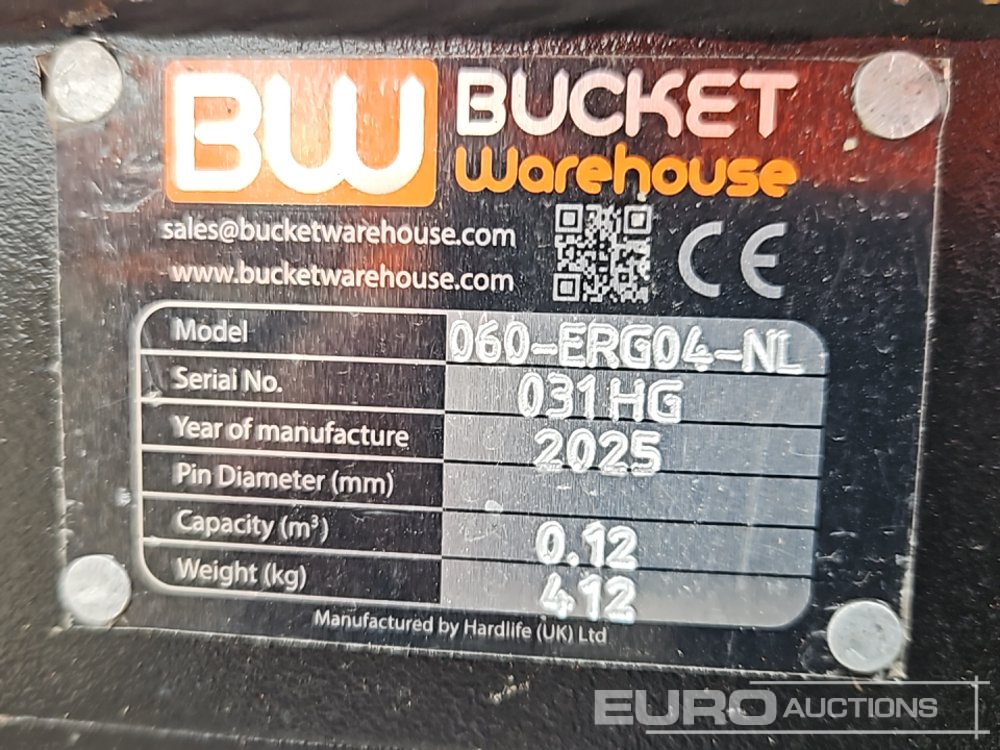 BW BUCKET
Warehouse
sales@bucketwarehouse.com
www.bucketwarehouse.com
CE
Model 060-ERG04-NL
Serial No. 031HG
Year of manufacture 2025
Pin Diameter (mm)
Capacity (m³) 0.12
Weight (kg) 412
Manufactured by Hardlife (UK) Ltd
EURO AUCTIONS